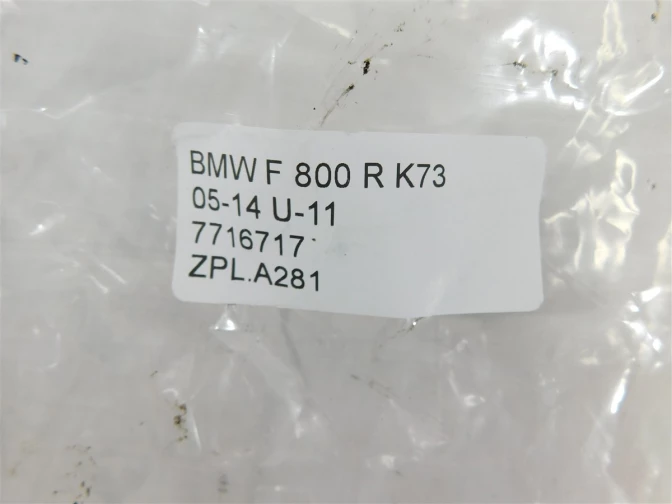 BMW F 800 R K73
05-14 U-11
7716717
ZPL.A281